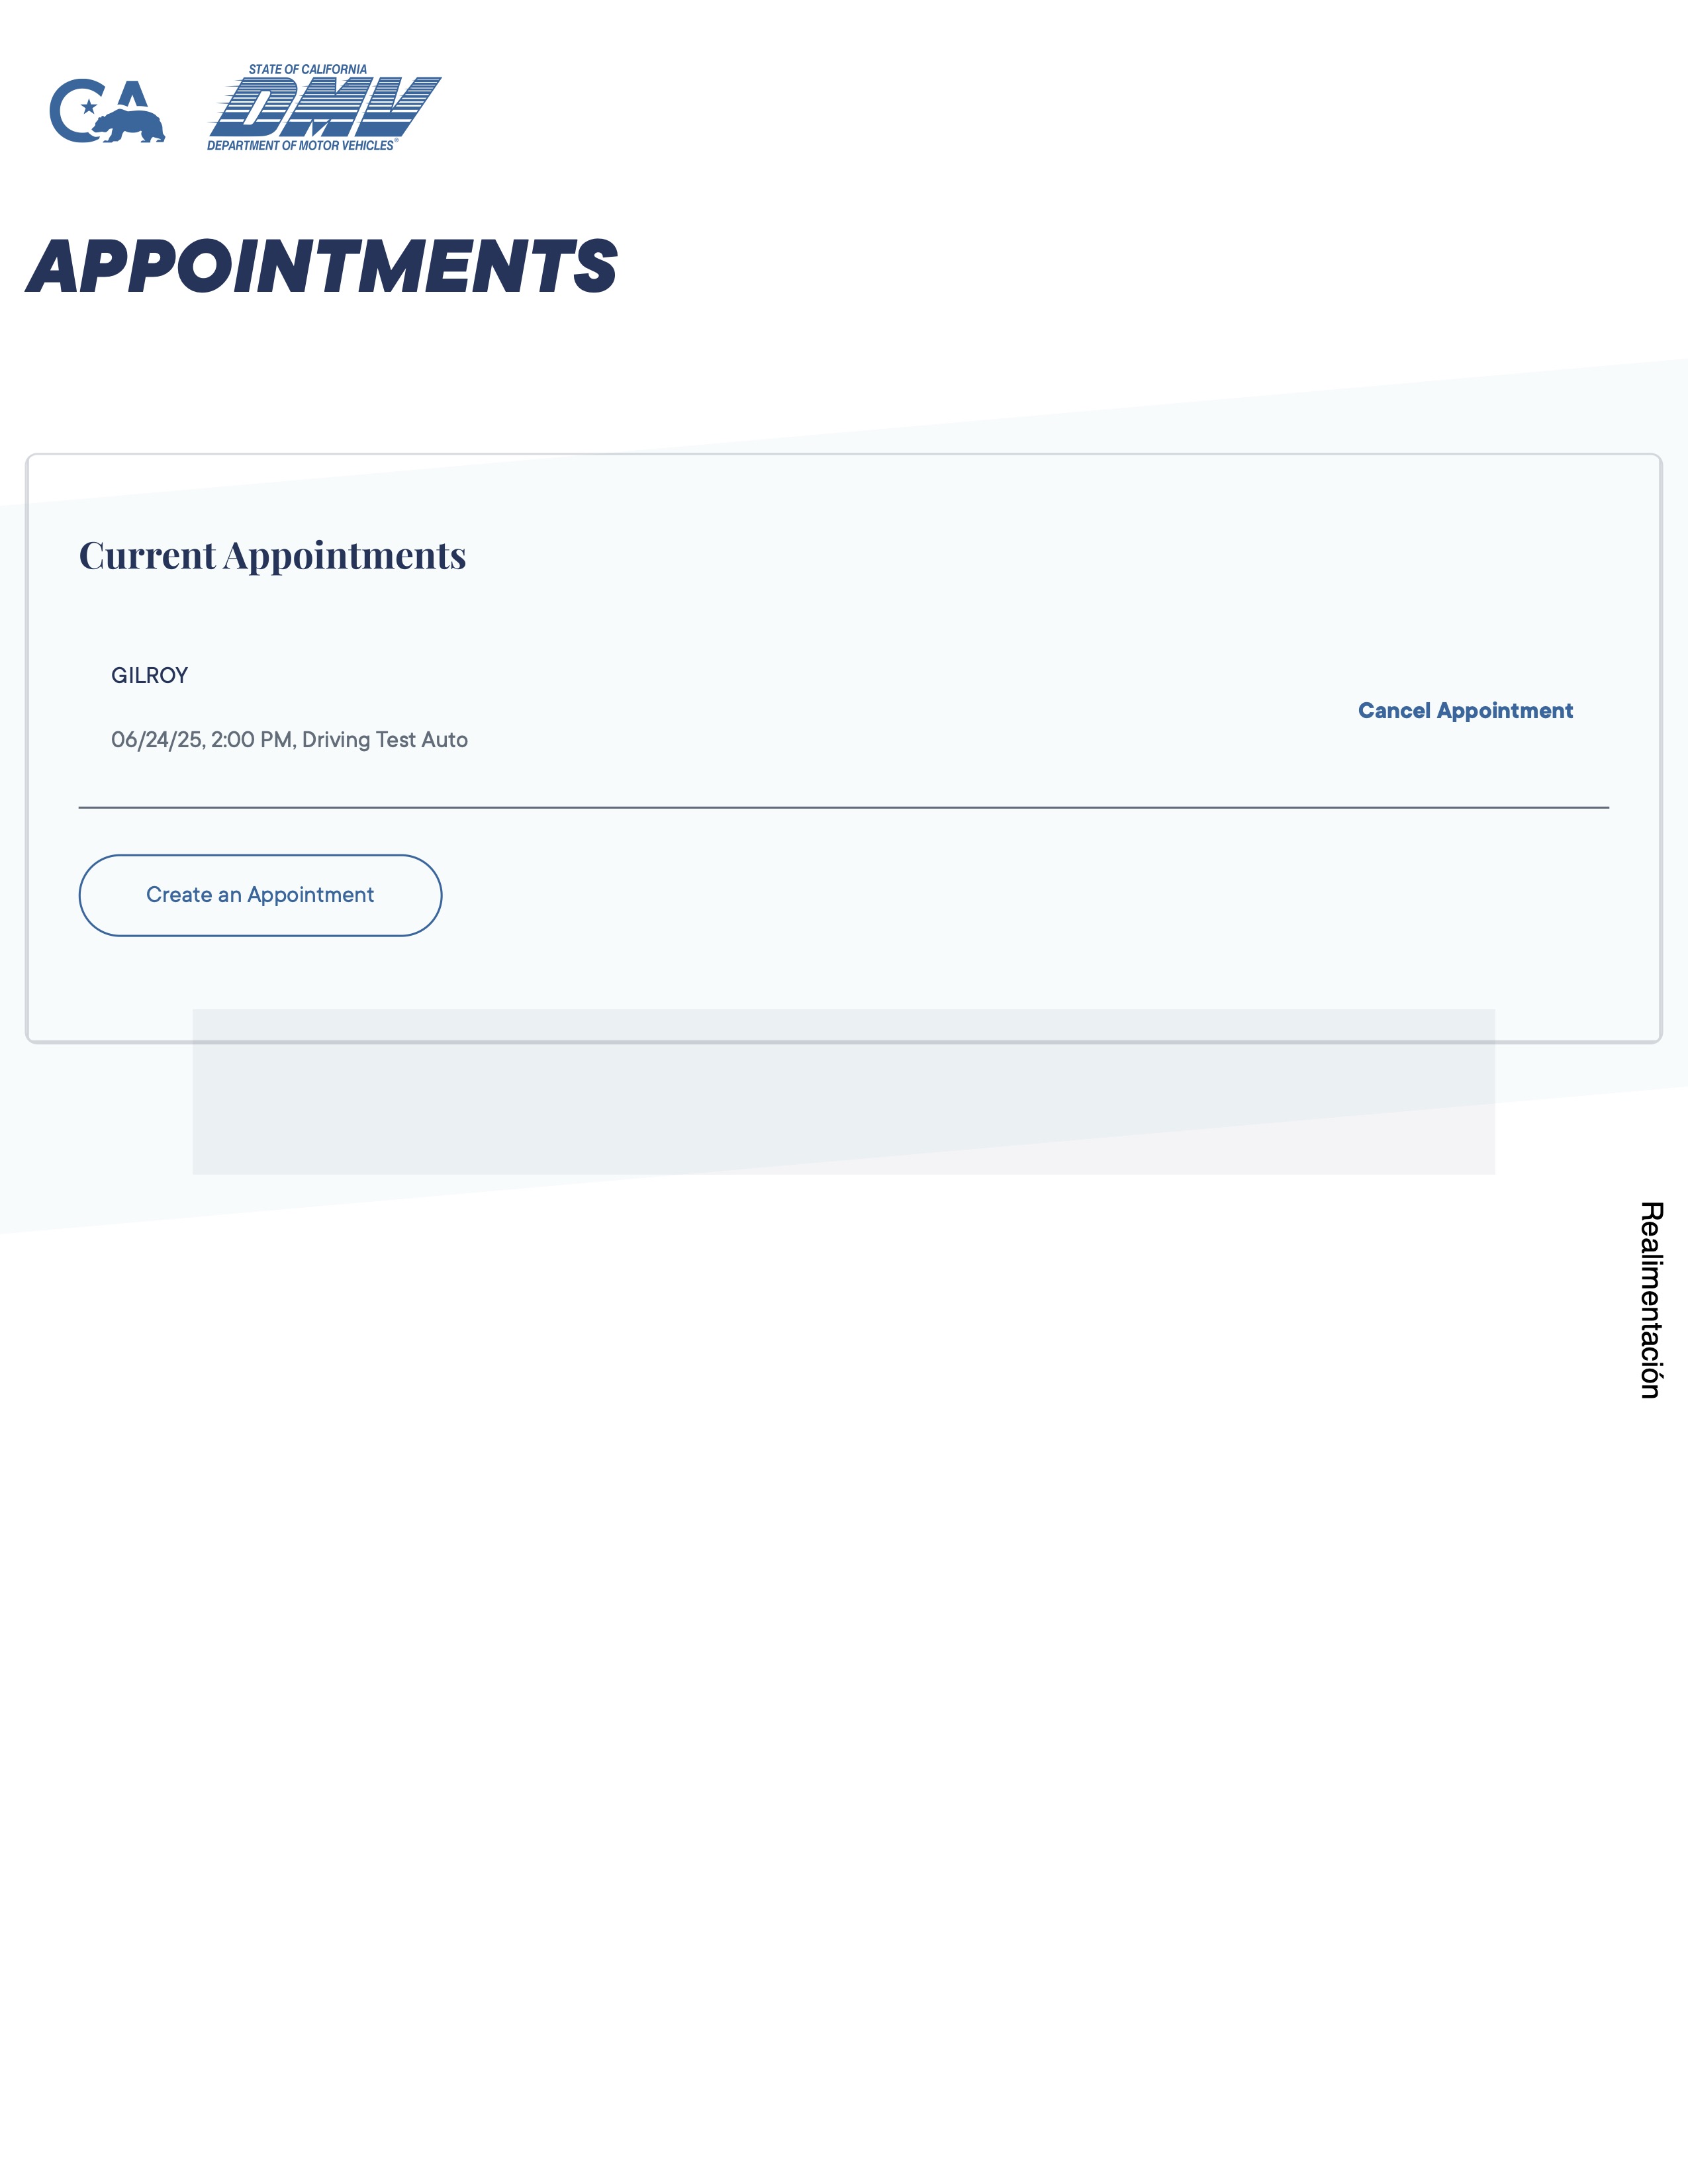 CA
STATE OF CALIFORNIA
DMV
DEPARTMENT OF MOTOR VEHICLES®
APPOINTMENTS
Current Appointments
GILROY
Cancel Appointment
06/24/25, 2:00 PM, Driving Test Auto
Create an Appointment
Realimentación